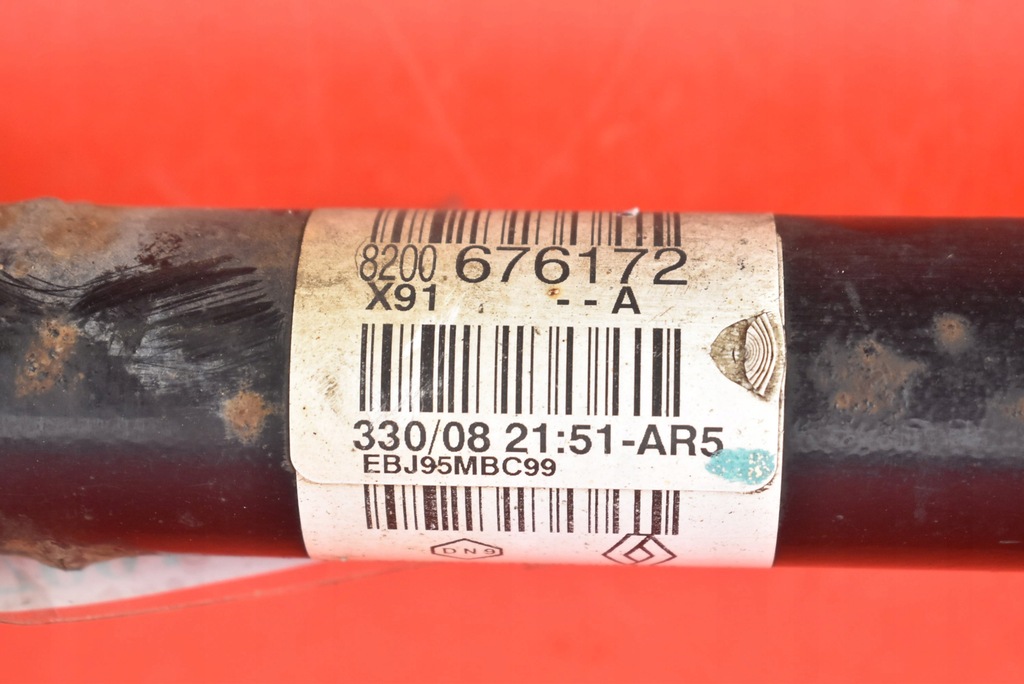 8200 676172
X91 --A
330/08 21:51-AR5
EBJ95MBC99
DN9